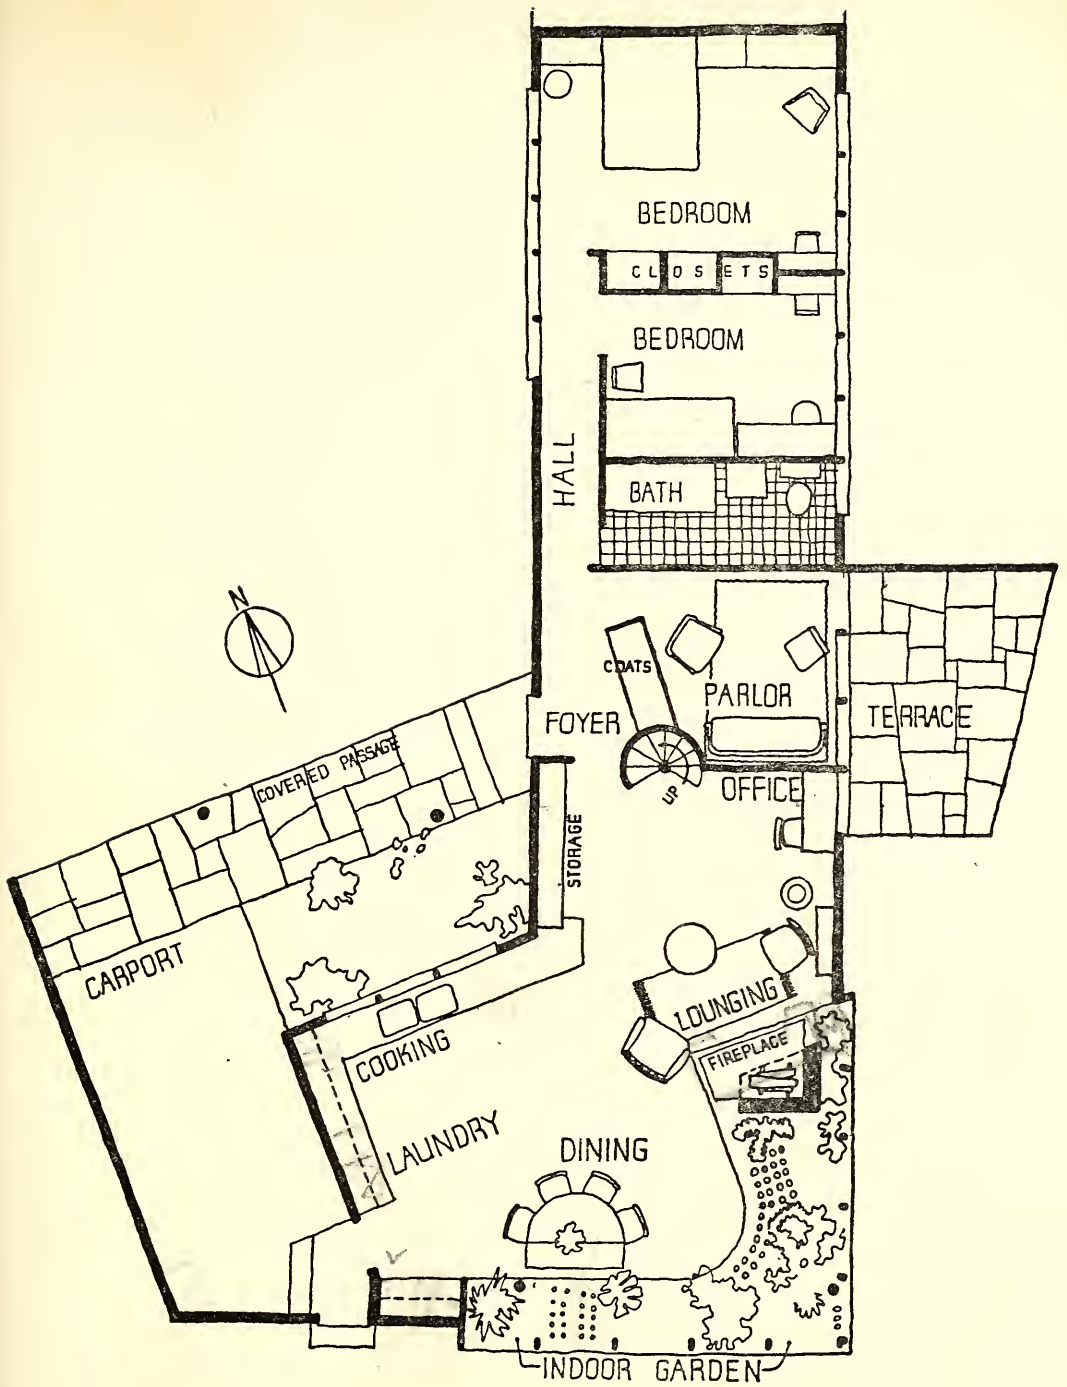 BEDROOM
CLOSETS
BEDROOM
HALL
BATH
N
COATS
PARLOR
FOYER
TERRACE
COVERED PASSAGE
UP
OFFICE
STORAGE
CARPORT
LOUNGING
FIREPLACE
COOKING
LAUNDRY
DINING
INDOOR GARDEN